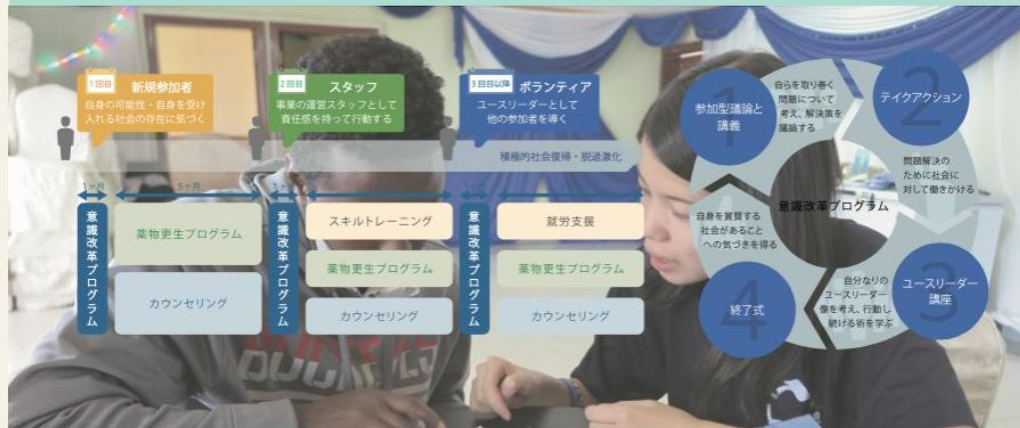 1回目 新規参加者
自身の可能性・自身を受け
入れる社会の存在に気づく
2回目 スタッフ
事業の運営スタッフとして
責任感を持って行動する
3回目以降 ボランティア
ユースリーダーとして
他の参加者を導く
積極的社会復帰・脱過激化
1ヶ月
5ヶ月
1ヶ月
意識改革プログラム
薬物更生プログラム
カウンセリング
意識改革プログラム
スキルトレーニング
薬物更生プログラム
カウンセリング
意識改革プログラム
就労支援
薬物更生プログラム
カウンセリング
意識改革プログラム
1
参加型議論と
講義
自らを取り巻く
問題について
考え、解決策を
議論する
2
テイクアクション
問題解決の
ために社会に
対して働きかける
3
ユースリーダー
講座
自分なりの
ユースリーダー
像を考え、行動し
続ける術を学ぶ
4
終了式
自身を賞賛する
社会があること
への気づきを得る